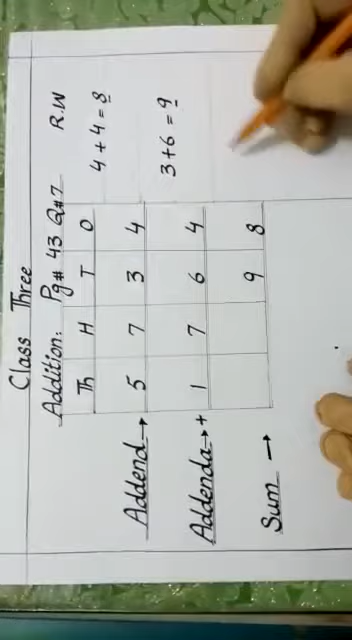 Class Three
Addition: Pg# 43 Q#7 R.W
Th H T O
4 + 4 = 8
Addend → 5 7 3 4
3 + 6 = 9
Addenda → + 1 7 6 4
Sum → 9 8